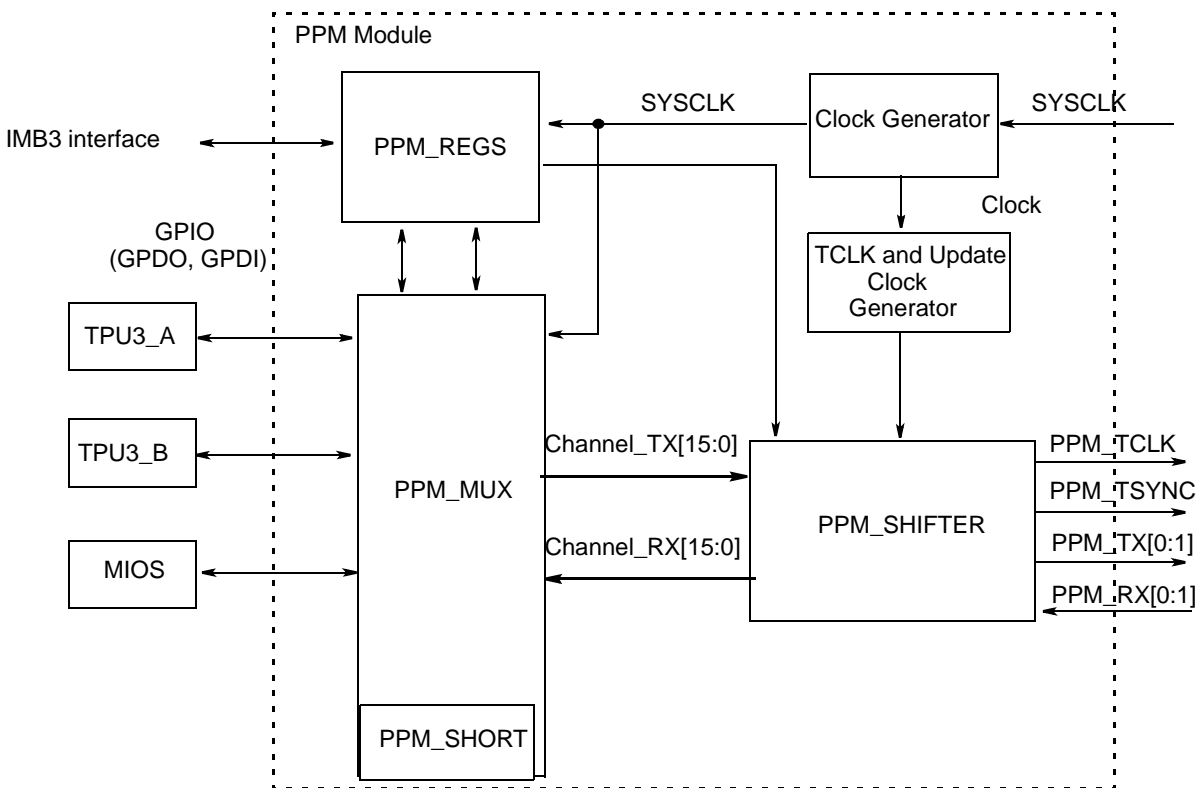 PPM Module
SYSCLK
SYSCLK
Clock Generator
IMB3 interface
PPM_REGS
Clock
GPIO
(GPDO, GPDI)
TCLK and Update
Clock
Generator
TPU3_A
Channel_TX[15:0]
PPM_TCLK
TPU3_B
PPM_MUX
PPM_TSYNC
PPM_SHIFTER
Channel_RX[15:0]
PPM_TX[0:1]
MIOS
PPM_RX[0:1]
PPM_SHORT